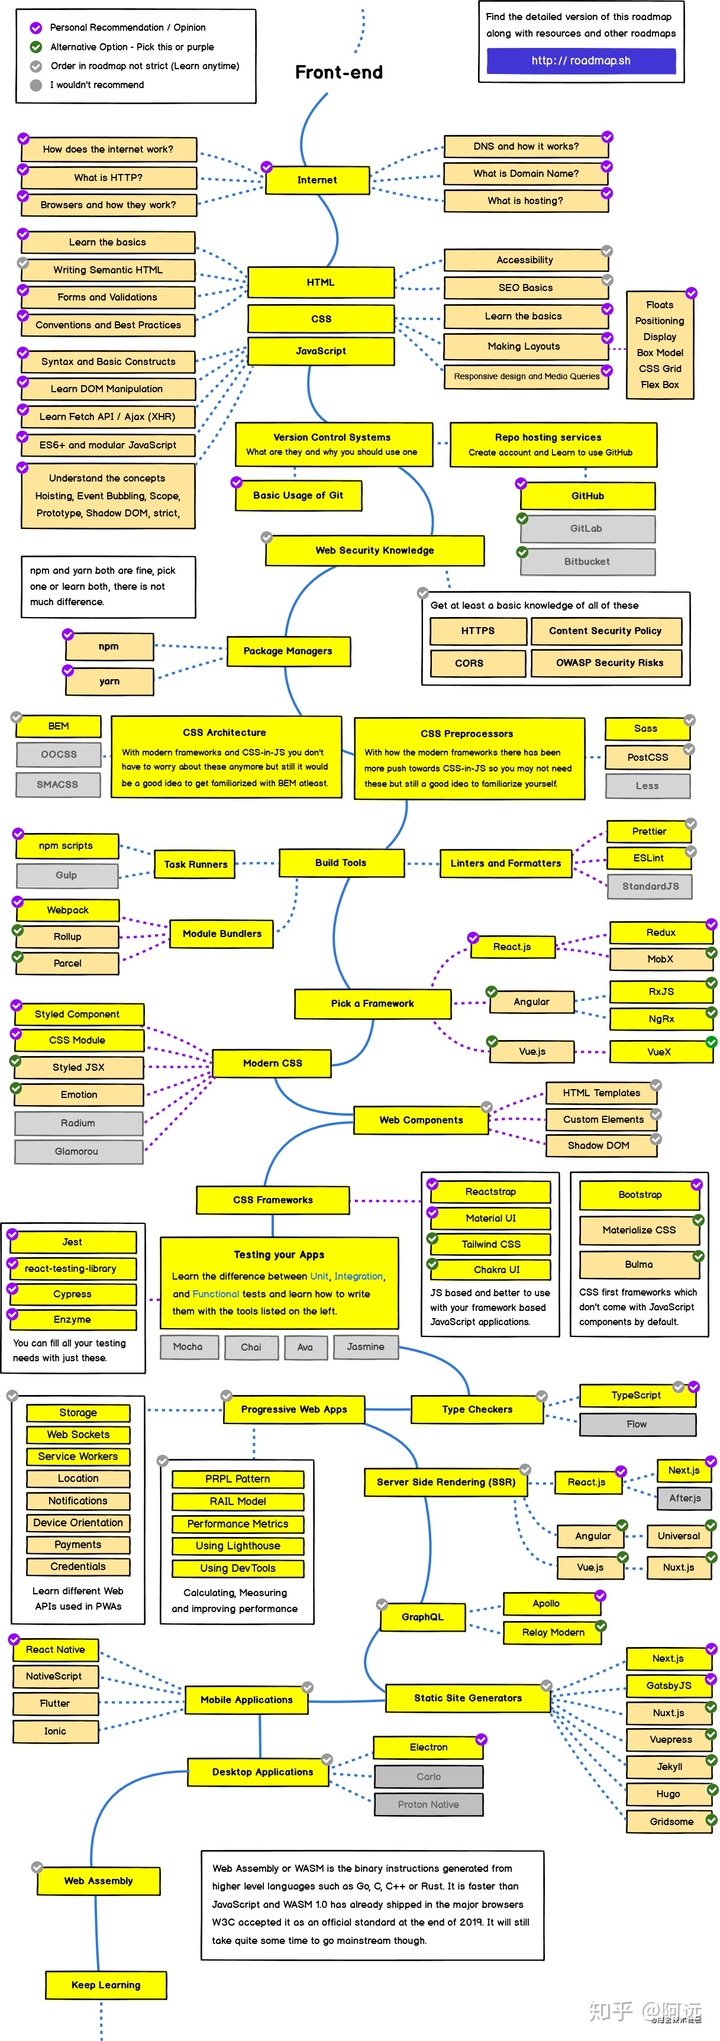 Personal Recommendation / Opinion
Alternative Option - Pick this or purple
Order in roadmap not strict (Learn anytime)
I wouldn't recommend
Find the detailed version of this roadmap
along with resources and other roadmaps
http:// roadmap.sh
Front-end
How does the internet work?
What is HTTP?
Browsers and how they work?
Internet
DNS and how it works?
What is Domain Name?
What is hosting?
Learn the basics
Writing Semantic HTML
Forms and Validations
Conventions and Best Practices
HTML
CSS
JavaScript
Accessibility
SEO Basics
Learn the basics
Making Layouts
Responsive design and Media Queries
Floats
Positioning
Display
Box Model
CSS Grid
Flex Box
Syntax and Basic Constructs
Learn DOM Manipulation
Learn Fetch API / Ajax (XHR)
ES6+ and modular JavaScript
Understand the concepts
Hoisting, Event Bubbling, Scope,
Prototype, Shadow DOM, strict,
Version Control Systems
What are they and why you should use one
Basic Usage of Git
Repo hosting services
Create account and Learn to use GitHub
GitHub
GitLab
Bitbucket
Web Security Knowledge
Get at least a basic knowledge of all of these
HTTPS
Content Security Policy
CORS
OWASP Security Risks
npm and yarn both are fine, pick
one or learn both, there is not
much difference.
npm
yarn
Package Managers
BEM
OOCSS
SMACSS
CSS Architecture
With modern frameworks and CSS-in-JS you don't
have to worry about these anymore but still it would
be a good idea to get familiarized with BEM atleast.
CSS Preprocessors
With how the modern frameworks there has been
more push towards CSS-in-JS so you may not need
these but still a good idea to familiarize yourself.
Sass
PostCSS
Less
npm scripts
Gulp
Task Runners
Build Tools
Linters and Formatters
Prettier
ESLint
StandardJS
Webpack
Rollup
Parcel
Module Bundlers
Pick a Framework
React.js
Redux
MobX
Angular
RxJS
NgRx
Vue.js
VueX
Styled Component
CSS Module
Styled JSX
Emotion
Radium
Glamorou
Modern CSS
Web Components
HTML Templates
Custom Elements
Shadow DOM
CSS Frameworks
Reactstrap
Material UI
Tailwind CSS
Chakra UI
JS based and better to use
with your framework based
JavaScript applications.
Bootstrap
Materialize CSS
Bulma
CSS first frameworks which
don't come with JavaScript
components by default.
Jest
react-testing-library
Cypress
Enzyme
You can fill all your testing
needs with just these.
Testing your Apps
Learn the difference between Unit, Integration,
and Functional tests and learn how to write
them with the tools listed on the left.
Mocha
Chai
Ava
Jasmine
Progressive Web Apps
Type Checkers
TypeScript
Flow
Storage
Web Sockets
Service Workers
Location
Notifications
Device Orientation
Payments
Credentials
Learn different Web
APIs used in PWAs
PRPL Pattern
RAIL Model
Performance Metrics
Using Lighthouse
Using DevTools
Calculating, Measuring
and improving performance
Server Side Rendering (SSR)
React.js
Next.js
After.js
Angular
Universal
Vue.js
Nuxt.js
GraphQL
Apollo
Relay Modern
React Native
NativeScript
Flutter
Ionic
Mobile Applications
Static Site Generators
Next.js
GatsbyJS
Nuxt.js
Vuepress
Jekyll
Hugo
Gridsome
Desktop Applications
Electron
Carlo
Proton Native
Web Assembly
Web Assembly or WASM is the binary instructions generated from
higher level languages such as Go, C, C++ or Rust. It is faster than
JavaScript and WASM 1.0 has already shipped in the major browsers
W3C accepted it as an official standard at the end of 2019. It will still
take quite some time to go mainstream though.
Keep Learning
知乎 @阿远
@掘金技术社区